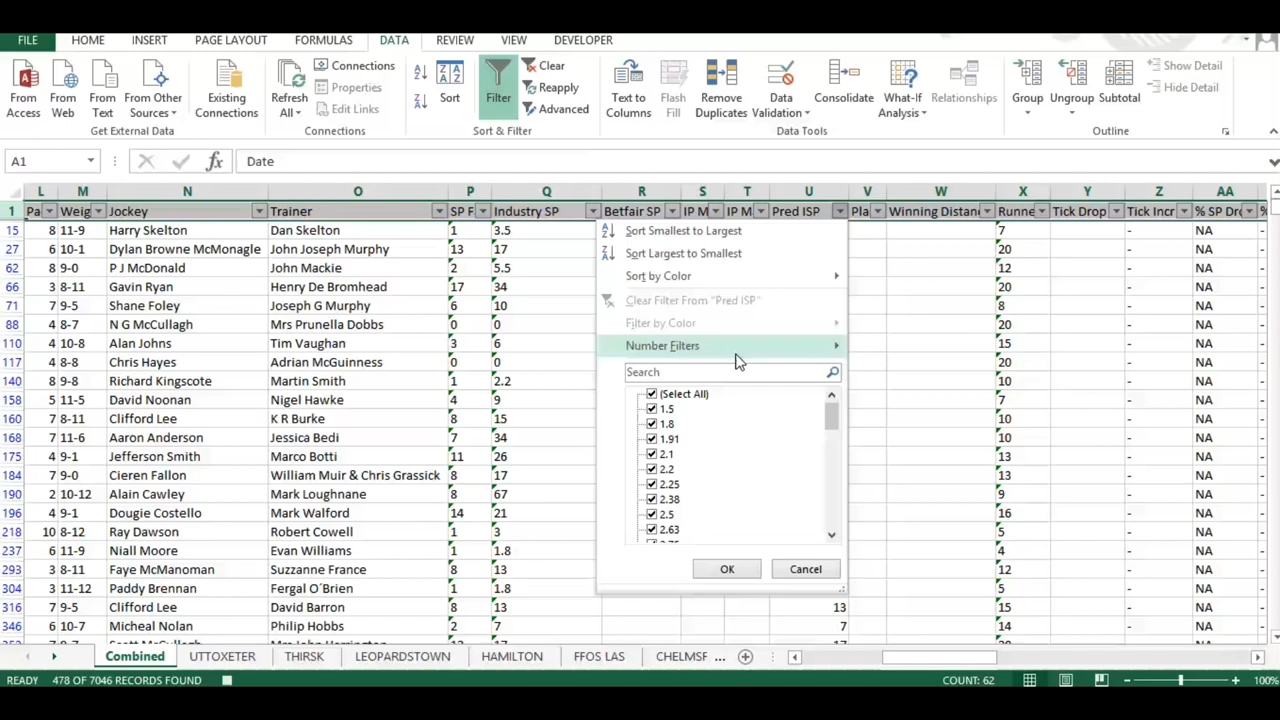 FILE HOME INSERT PAGE LAYOUT FORMULAS DATA REVIEW VIEW DEVELOPER
From Access From Web From Text From Other Sources Existing Connections Refresh All Connections Properties Edit Links Sort Filter Clear Reapply Advanced Text to Columns Flash Fill Remove Duplicates Data Validation Consolidate What-If Analysis Relationships Group Ungroup Subtotal Show Detail Hide Detail
Get External Data Connections Sort & Filter Data Tools Outline
A1 fx Date
L M N O P Q R S T U V W X Y Z AA
1 Pa Weig Jockey Trainer SP F Industry SP Betfair SP IP M IP M Pred ISP Pla Winning Distan Runne Tick Drop Tick Incr % SP Dro %
15 8 11-9 Harry Skelton Dan Skelton 1 3.5 7 - - NA -
27 6 10-1 Dylan Browne McMonagle John Joseph Murphy 13 17 20 - - NA -
62 8 9-0 P J McDonald John Mackie 2 5.5 12 - - NA -
66 3 8-11 Gavin Ryan Henry De Bromhead 17 34 20 - - NA -
71 7 9-5 Shane Foley Joseph G Murphy 6 10 8 - - NA -
88 4 8-7 N G McCullagh Mrs Prunella Dobbs 0 0 20 - - NA -
110 4 10-8 Alan Johns Tim Vaughan 3 6 15 - - NA -
117 4 8-8 Chris Hayes Adrian McGuinness 0 0 20 - - NA -
140 8 9-8 Richard Kingscote Martin Smith 1 2.2 10 - - NA -
158 5 11-5 David Noonan Nigel Hawke 4 9 7 - - NA -
160 7 8-11 Clifford Lee K R Burke 8 15 10 - - NA -
168 7 11-6 Aaron Anderson Jessica Bedi 7 34 10 - - NA -
175 4 9-1 Jefferson Smith Marco Botti 11 26 13 - - NA -
184 7 9-0 Cieren Fallon William Muir & Chris Grassick 8 17 13 - - NA -
190 2 10-12 Alain Cawley Mark Loughnane 8 67 9 - - NA -
196 4 9-1 Dougie Costello Mark Walford 14 21 16 - - NA -
218 10 8-12 Ray Dawson Robert Cowell 1 3 5 - - NA -
237 6 11-9 Niall Moore Evan Williams 1 1.8 4 - - NA -
293 3 8-11 Faye McManoman Suzzanne France 8 13 12 - - NA -
304 3 11-12 Paddy Brennan Fergal O´Brien 1 1.8 5 - - NA -
316 7 9-5 Clifford Lee David Barron 8 13 13 15 - - NA -
346 6 10-7 Micheal Nolan Philip Hobbs 2 7 7 14 - - NA -
Sort Smallest to Largest
Sort Largest to Smallest
Sort by Color
Clear Filter From "Pred ISP"
Filter by Color
Number Filters
Search
(Select All)
1.5
1.8
1.91
2.1
2.2
2.25
2.38
2.5
2.63
OK Cancel
Combined UTTOXETER THIRSK LEOPARDSTOWN HAMILTON FFOS LAS CHELMSF ...
READY 478 OF 7046 RECORDS FOUND COUNT: 62 100%